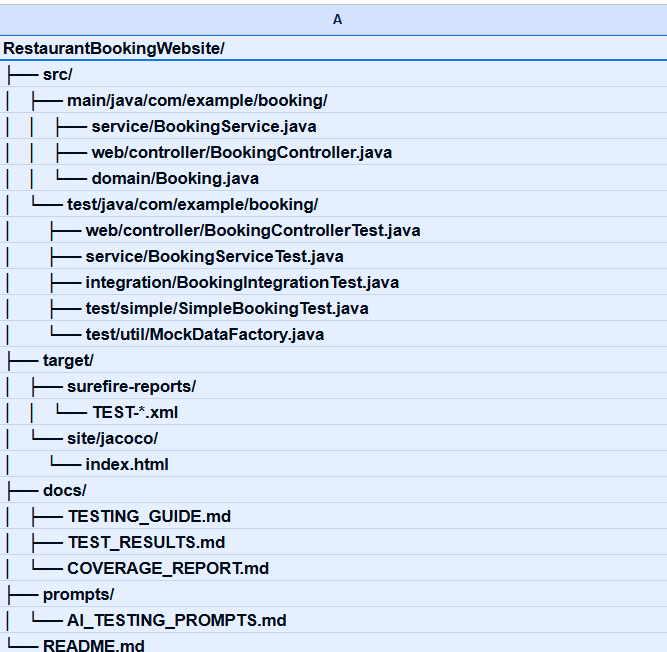 A
RestaurantBookingWebsite/
├── src/
│   ├── main/java/com/example/booking/
│   │   ├── service/BookingService.java
│   │   ├── web/controller/BookingController.java
│   │   └── domain/Booking.java
│   └── test/java/com/example/booking/
│       ├── web/controller/BookingControllerTest.java
│       ├── service/BookingServiceTest.java
│       ├── integration/BookingIntegrationTest.java
│       ├── test/simple/SimpleBookingTest.java
│       └── test/util/MockDataFactory.java
├── target/
│   ├── surefire-reports/
│   │   └── TEST-*.xml
│   └── site/jacoco/
│       └── index.html
├── docs/
│   ├── TESTING_GUIDE.md
│   ├── TEST_RESULTS.md
│   └── COVERAGE_REPORT.md
├── prompts/
│   └── AI_TESTING_PROMPTS.md
└── README.md